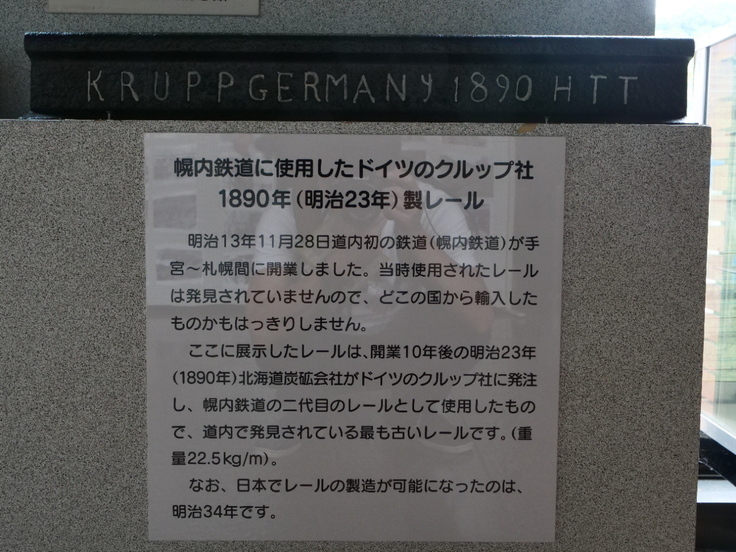 KRUPPGERMANY 1890 HTT
幌内鉄道に使用したドイツのクルップ社
1890年(明治23年)製レール
明治13年11月28日道内初の鉄道(幌内鉄道)が手
宮～札幌間に開業しました。当時使用されたレール
は発見されていませんので、どこの国から輸入した
ものかもはっきりしません。
ここに展示したレールは、開業10年後の明治23年
(1890年)北海道炭砿会社がドイツのクルップ社に発注
し、幌内鉄道の二代目のレールとして使用したもの
で、道内で発見されている最も古いレールです。(重
量22.5kg/m)。
なお、日本でレールの製造が可能になったのは、
明治34年です。